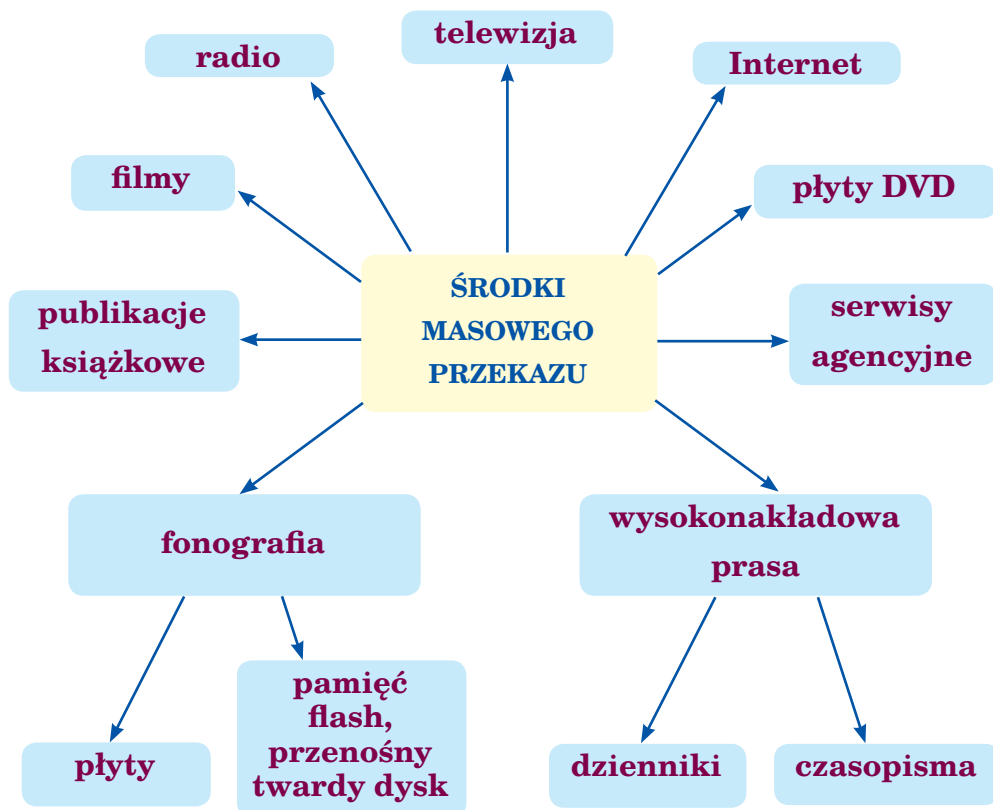 telewizja
radio
Internet
filmy
płyty DVD
ŚRODKI
MASOWEGO
PRZEKAZU
publikacje
książkowe
serwisy
agencyjne
fonografia
wysokonakładowa
prasa
płyty
pamięć
flash,
przenośny
twardy dysk
dzienniki
czasopisma